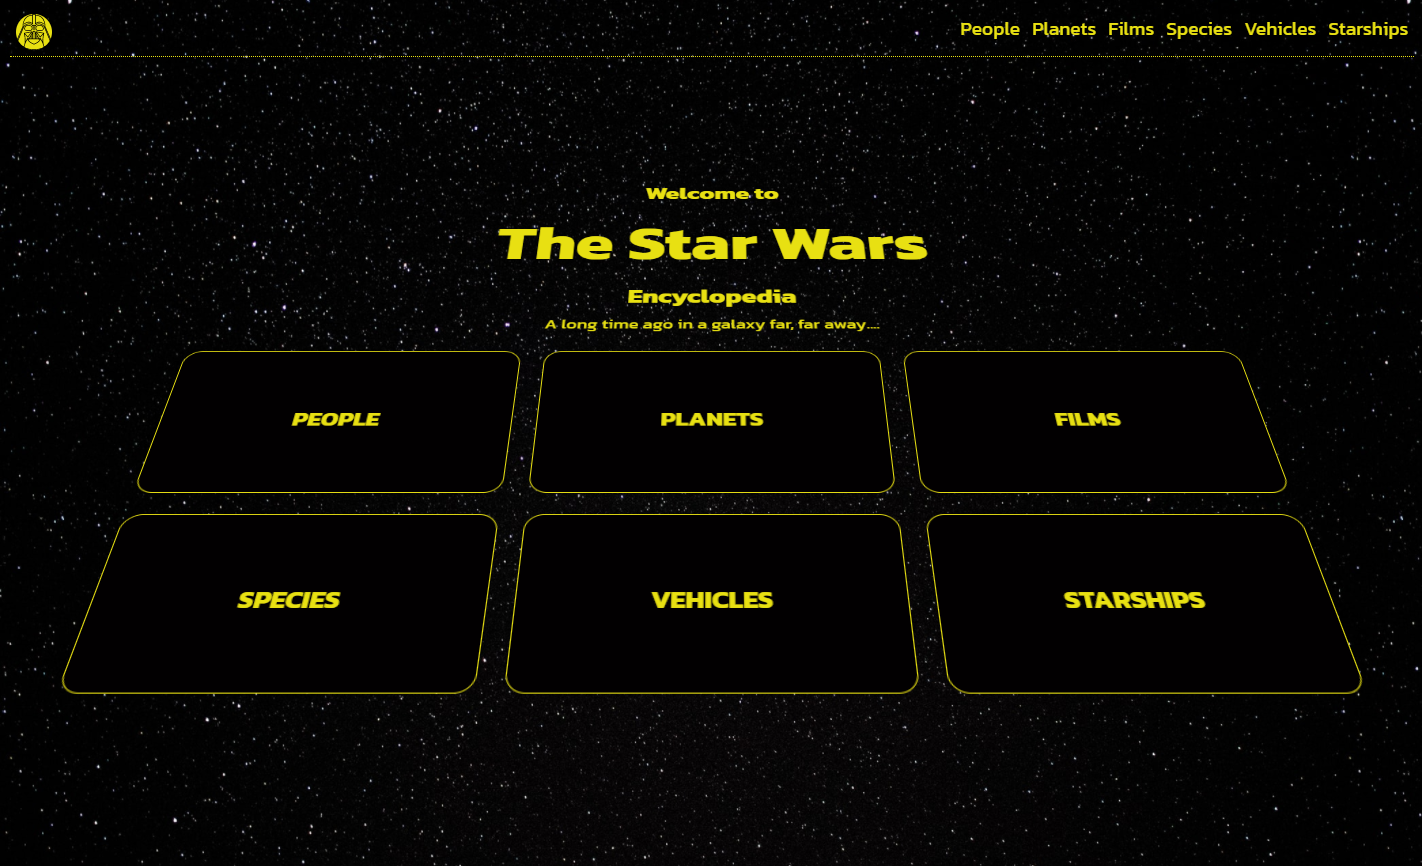 People Planets Films Species Vehicles Starships
Welcome to
The Star Wars
Encyclopedia
A long time ago in a galaxy far, far away....
PEOPLE PLANETS FILMS
SPECIES VEHICLES STARSHIPS